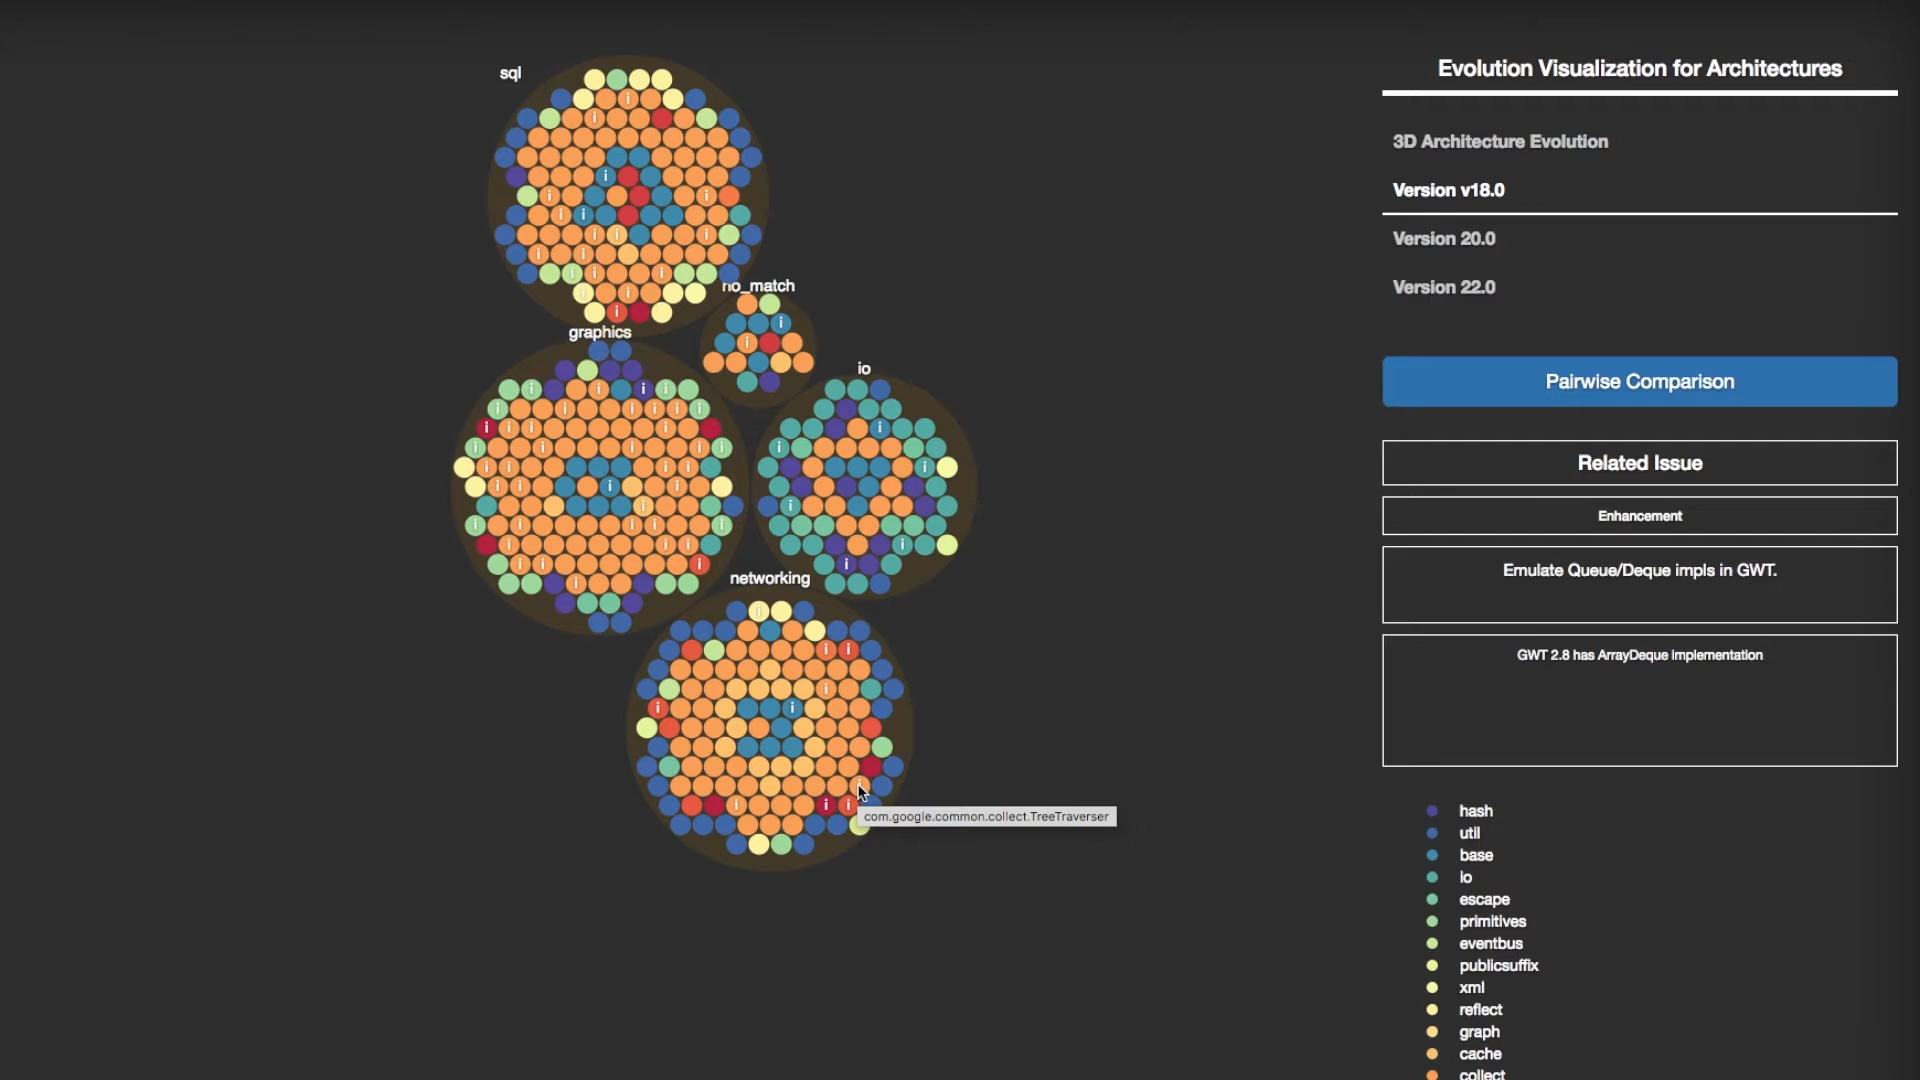 Evolution Visualization for Architectures
3D Architecture Evolution
Version v18.0
Version 20.0
Version 22.0
Pairwise Comparison
Related Issue
Enhancement
Emulate Queue/Deque impls in GWT.
GWT 2.8 has ArrayDeque implementation
hash
util
base
io
escape
primitives
eventbus
publicsuffix
xml
reflect
graph
cache
collect
sql
no_match
graphics
io
networking
com.google.common.collect.TreeTraverser